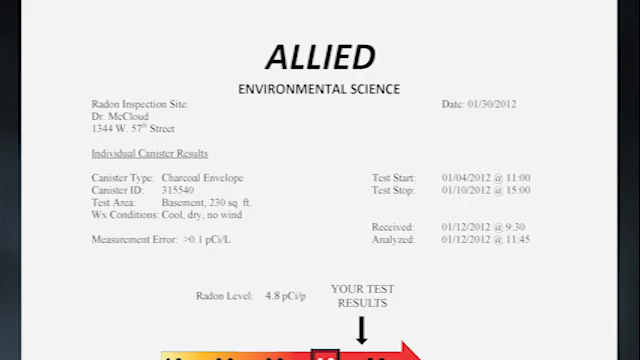 ALLIED
ENVIRONMENTAL SCIENCE
Radon Inspection Site:
Date: 01/30/2012
Dr. McCloud
1344 W. 57th Street
Individual Canister Results
Canister Type: Charcoal Envelope
Test Start: 01/04/2012 @ 11:00
Canister ID: 315540
Test Stop: 01/10/2012 @ 15:00
Test Area: Basement, 230 sq. ft.
Wx Conditions: Cool, dry, no wind
Received: 01/12/2012 @ 9:30
Measurement Error: >0.1 pCi/L
Analyzed: 01/12/2012 @ 11:45
Radon Level: 4.8 pCi/p
YOUR TEST
RESULTS